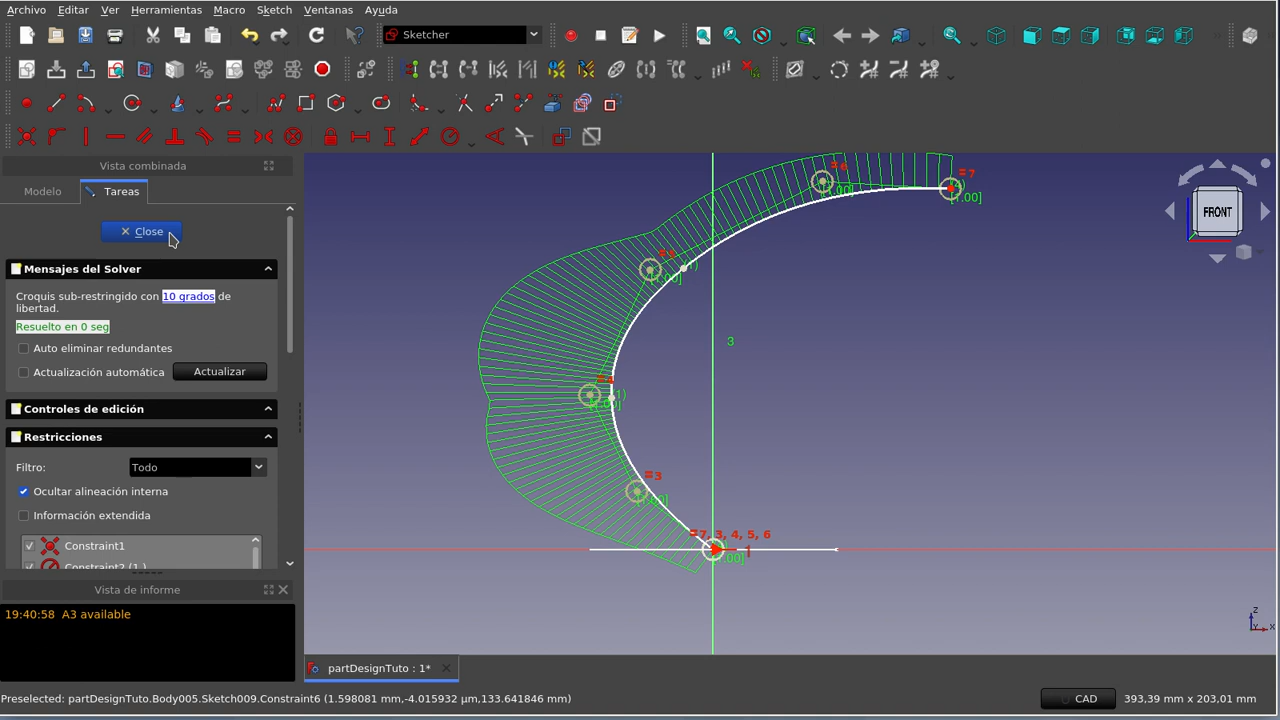 Archivo Editar Ver Herramientas Macro Sketch Ventanas Ayuda
Sketcher
Vista combinada
Modelo Tareas
Close
Mensajes del Solver
Croquis sub-restringido con 10 grados de
libertad.
Resuelto en 0 seg
Auto eliminar redundantes
Actualización automática Actualizar
Controles de edición
Restricciones
Filtro: Todo
Ocultar alineación interna
Información extendida
Constraint1
Constraint2 (1 )
Vista de informe
19:40:58 A3 available
=6
=7
[1.00]
3
=3
=7, 3, 4, 5, 6
1
FRONT
z
x
partDesignTuto : 1*
Preselected: partDesignTuto.Body005.Sketch009.Constraint6 (1.598081 mm,-4.015932 µm,133.641846 mm)
CAD 393,39 mm x 203,01 mm